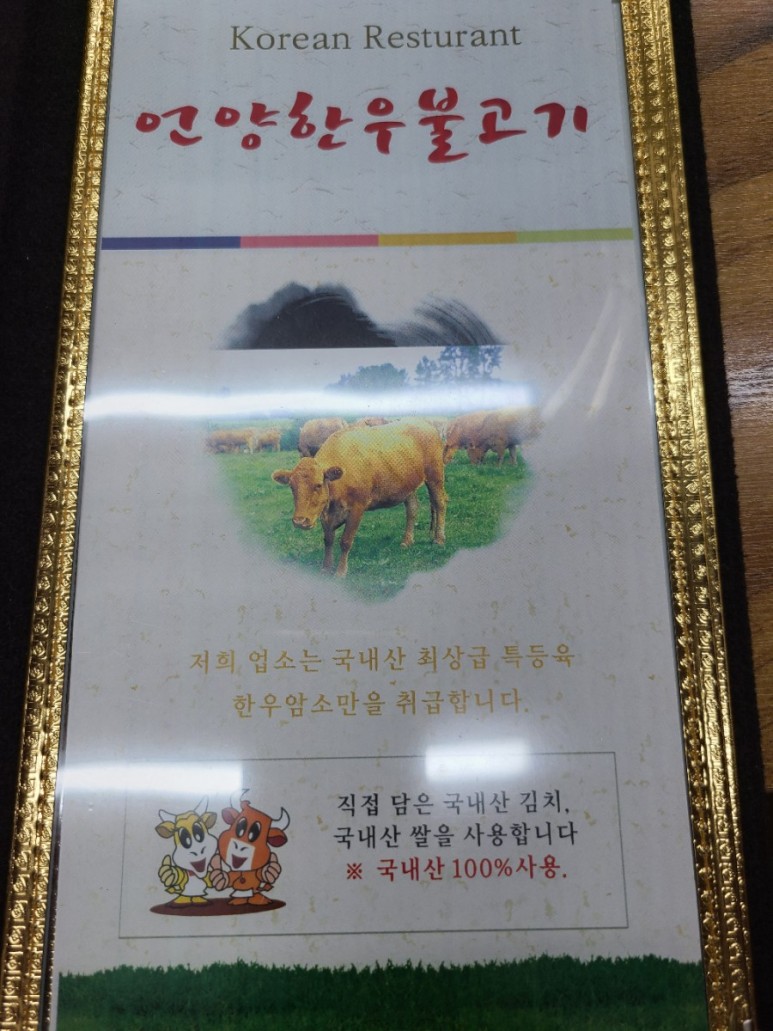 Korean Resturant
언양한우불고기
저희 업소는 국내산 최상급 특등육
한우암소만을 취급합니다.
직접 담은 국내산 김치,
국내산 쌀을 사용합니다
※ 국내산 100%사용.